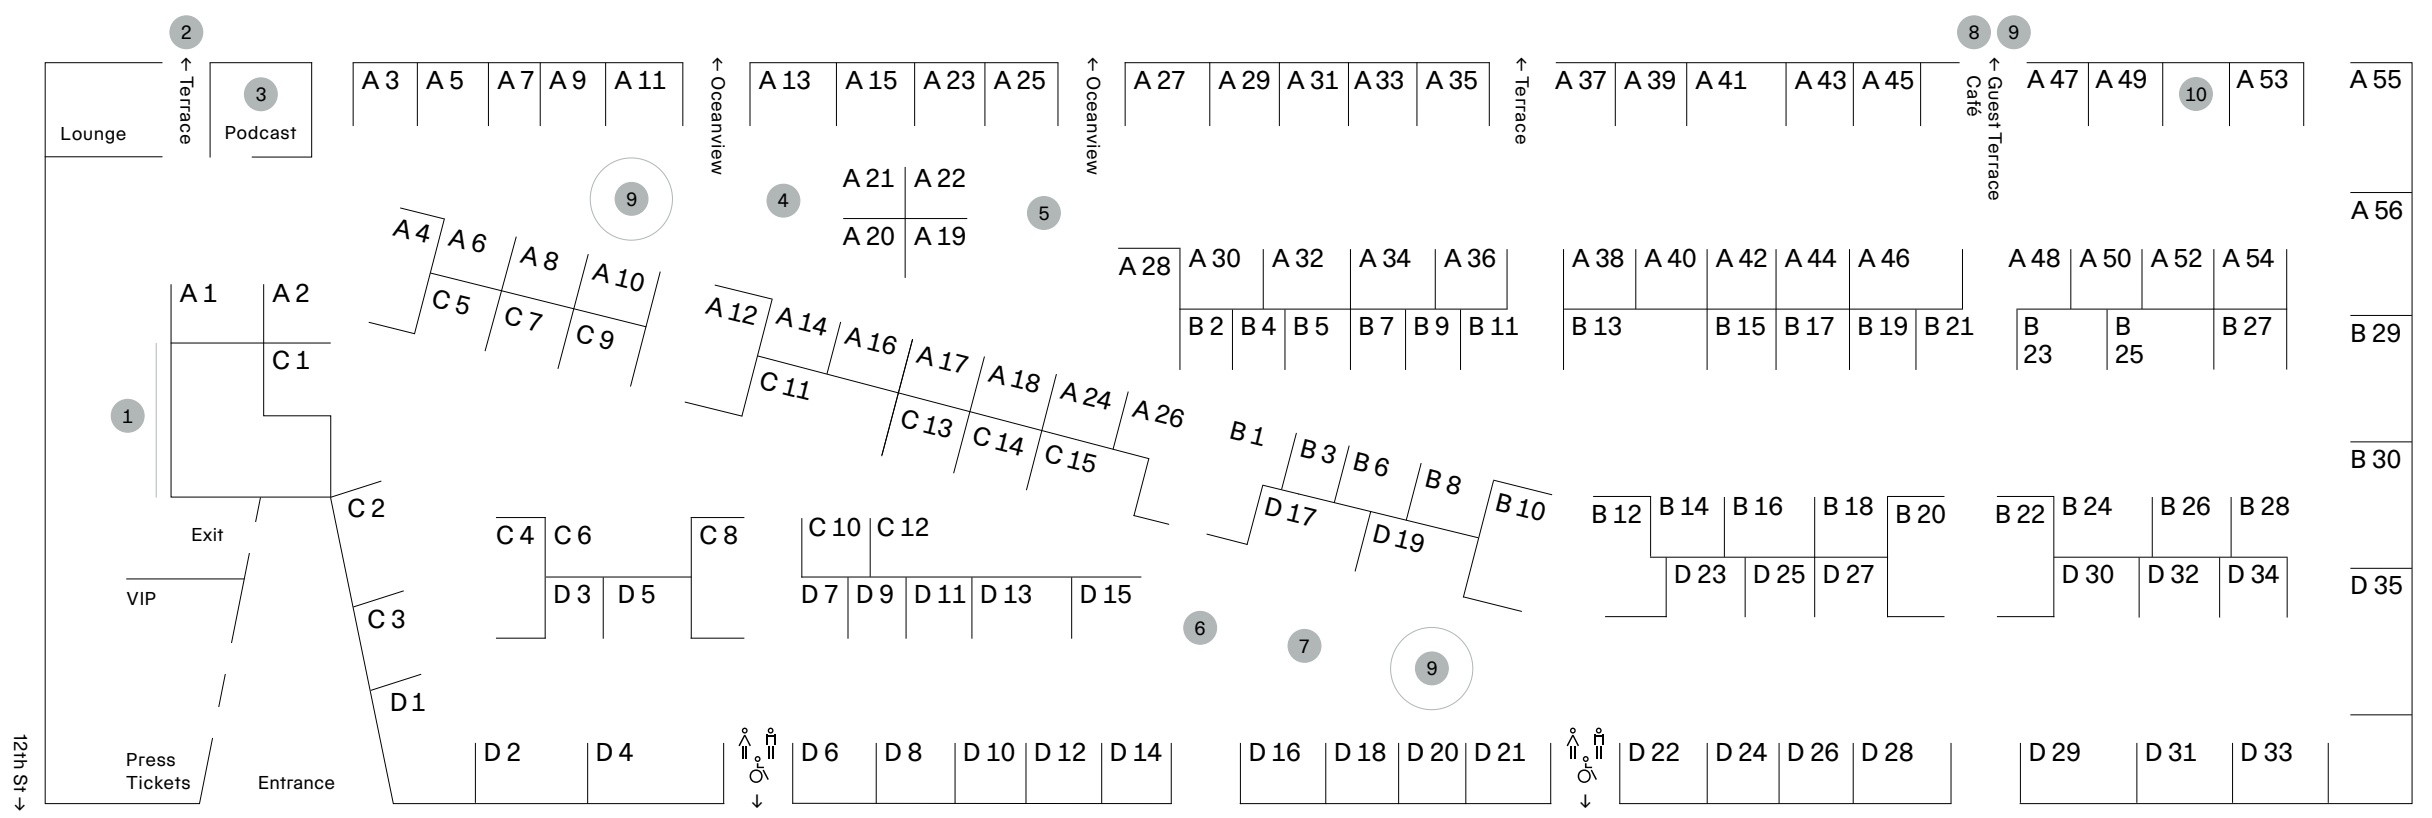 2
8
9
← Terrace
3
Podcast
Lounge
A 3
A 5
A 7
A 9
A 11
← Oceanview
A 13
A 15
A 23
A 25
← Oceanview
A 27
A 29
A 31
A 33
A 35
← Terrace
A 37
A 39
A 41
A 43
A 45
← Guest Terrace
Café
A 47
A 49
10
A 53
A 55
9
4
A 21
A 22
5
A 20
A 19
A 56
A 4
A 6
A 8
A 10
C 5
C 7
C 9
A 28
A 30
A 32
A 34
A 36
A 38
A 40
A 42
A 44
A 46
A 48
A 50
A 52
A 54
A 1
A 2
C 1
A 12
A 14
A 16
A 17
A 18
A 24
A 26
C 11
C 13
C 14
C 15
B 2
B 4
B 5
B 7
B 9
B 11
B 13
B 15
B 17
B 19
B 21
B
23
B
25
B 27
B 29
1
B 1
B 3
B 6
B 8
B 10
D 17
D 19
B 30
C 2
Exit
C 4
C 6
C 8
C 10
C 12
B 12
B 14
B 16
B 18
B 20
B 22
B 24
B 26
B 28
VIP
C 3
D 3
D 5
D 7
D 9
D 11
D 13
D 15
D 23
D 25
D 27
D 30
D 32
D 34
D 35
6
7
9
D 1
12th St →
Press
Tickets
Entrance
D 2
D 4
→
D 6
D 8
D 10
D 12
D 14
D 16
D 18
D 20
D 21
→
D 22
D 24
D 26
D 28
D 29
D 31
D 33